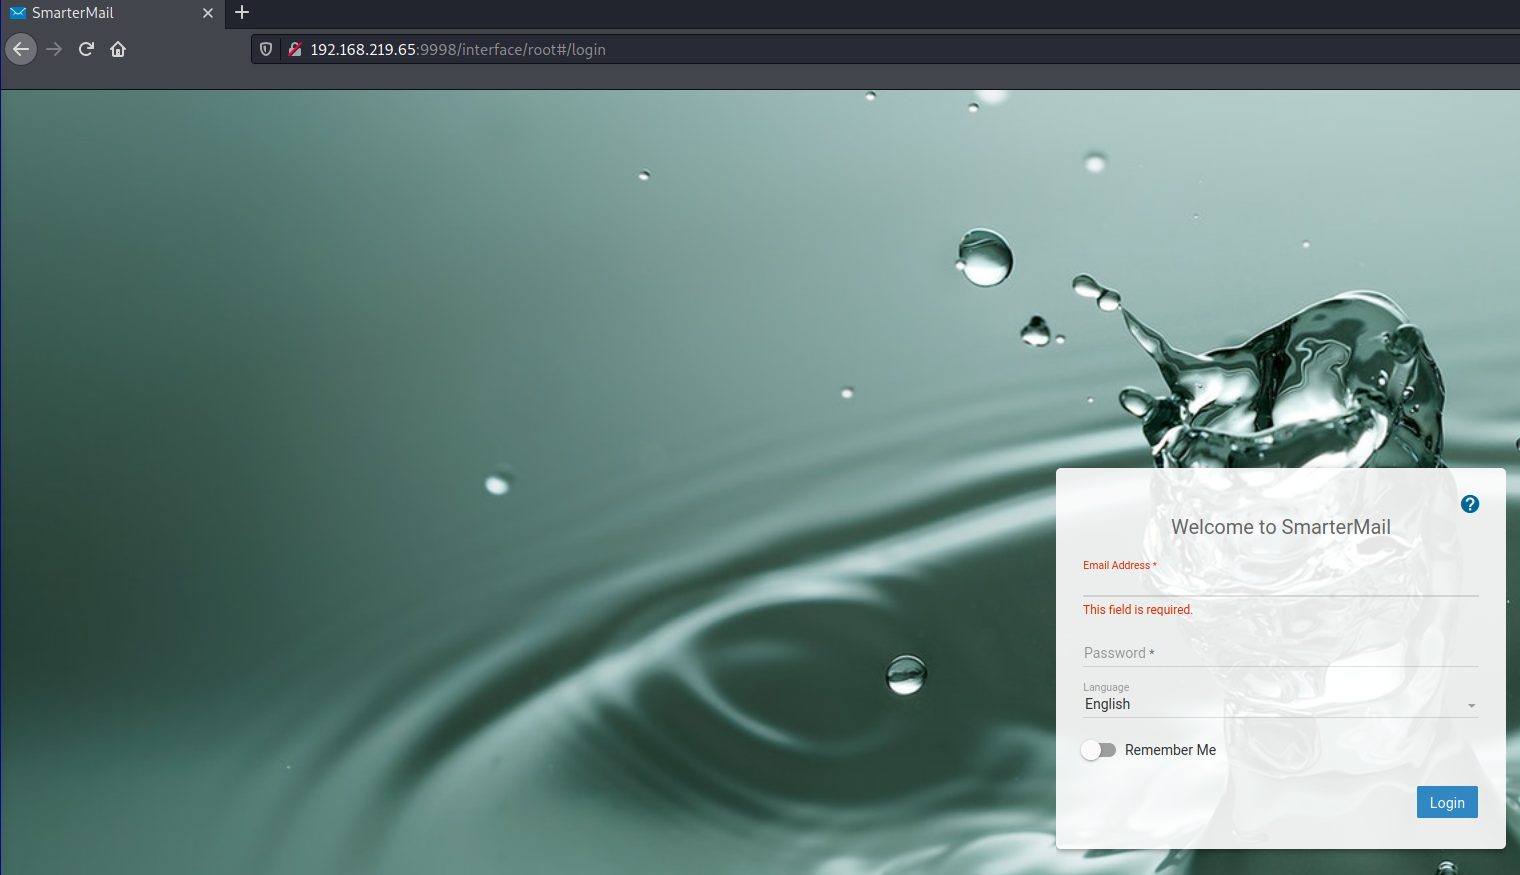 SmarterMail
192.168.219.65:9998/interface/root#/login
Welcome to SmarterMail
Email Address *
This field is required.
Password *
Language
English
Remember Me
Login